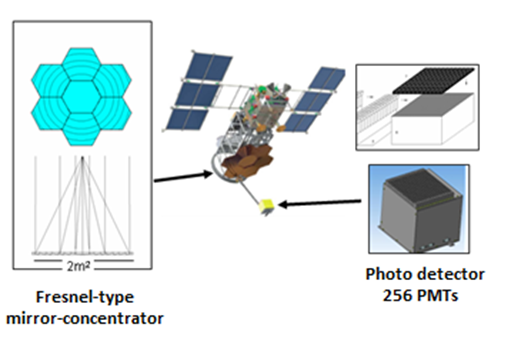 2m²
Fresnel-type
mirror-concentrator
Photo detector
256 PMTs